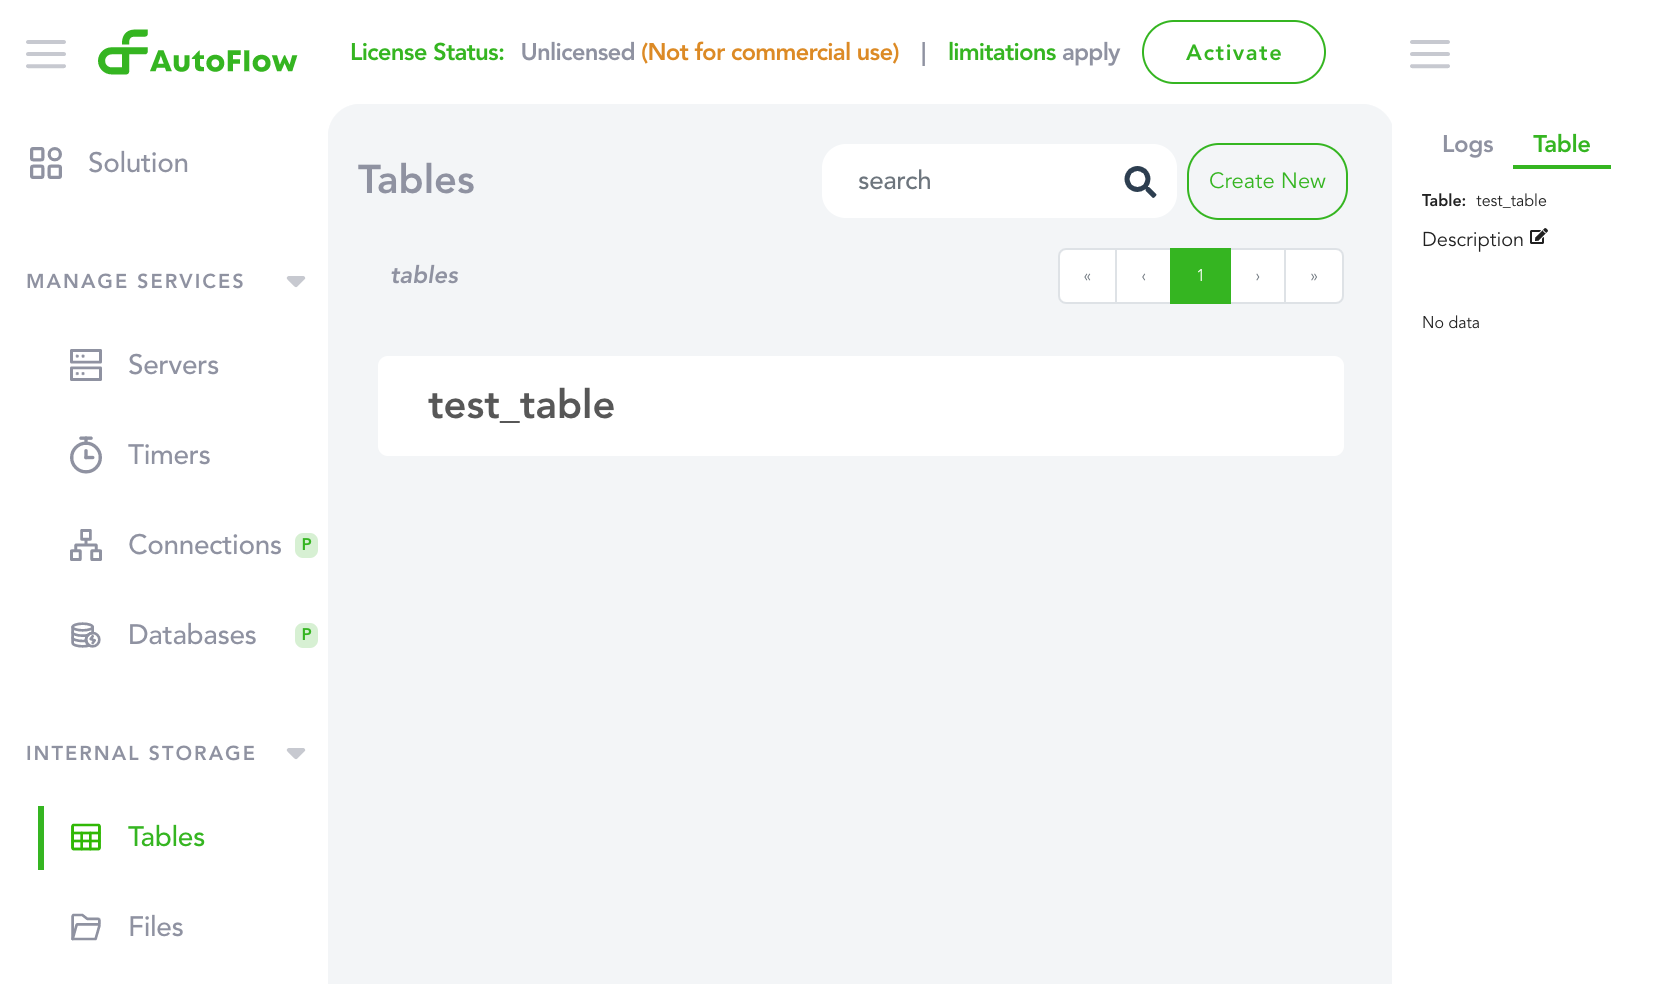 AutoFlow
License Status: Unlicensed (Not for commercial use) | limitations apply
Activate
Solution
MANAGE SERVICES
Servers
Timers
Connections P
Databases P
INTERNAL STORAGE
Tables
Files
Tables
search
Create New
tables
« ‹ 1 › »
test_table
Logs Table
Table: test_table
Description
No data